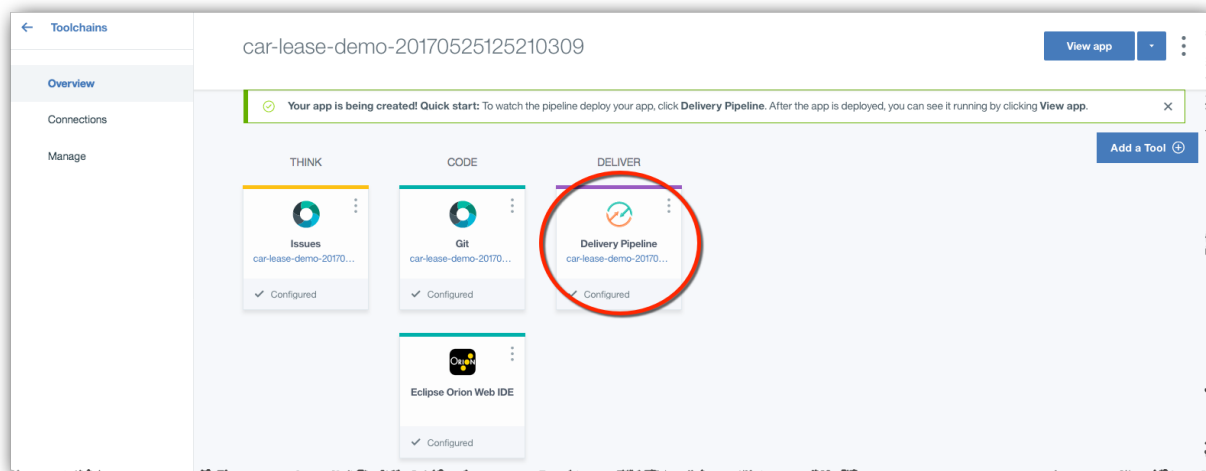 ← Toolchains
car-lease-demo-20170525125210309
View app
Overview
Your app is being created! Quick start: To watch the pipeline deploy your app, click Delivery Pipeline. After the app is deployed, you can see it running by clicking View app.
Connections
Add a Tool
Manage
THINK CODE DELIVER
Issues Git Delivery Pipeline
car-lease-demo-20170... car-lease-demo-20170... car-lease-demo-20170...
Configured Configured Configured
ORION
Eclipse Orion Web IDE
Configured